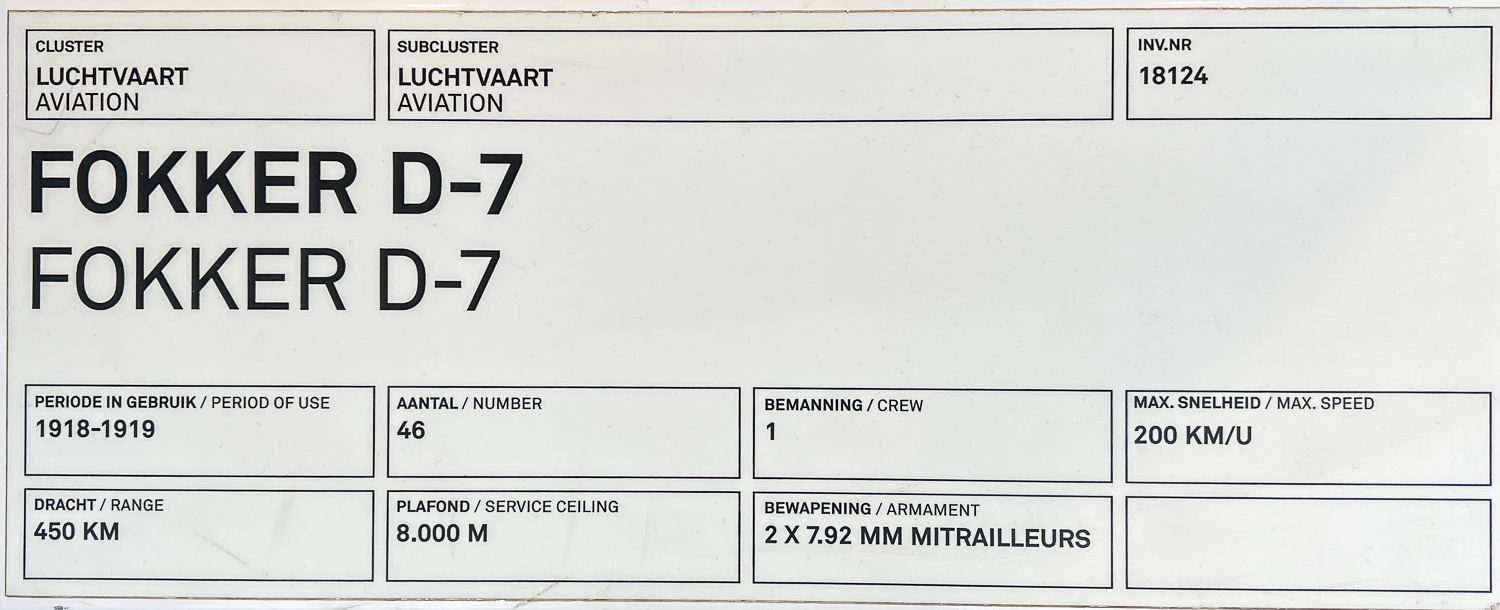 CLUSTER
LUCHTVAART
AVIATION
SUBCLUSTER
LUCHTVAART
AVIATION
INV.NR
18124
FOKKER D-7
FOKKER D-7
PERIODE IN GEBRUIK / PERIOD OF USE
1918-1919
AANTAL / NUMBER
46
BEMANNING / CREW
1
MAX. SNELHEID / MAX. SPEED
200 KM/U
DRACHT / RANGE
450 KM
PLAFOND / SERVICE CEILING
8.000 M
BEWAPENING / ARMAMENT
2 X 7.92 MM MITRAILLEURS